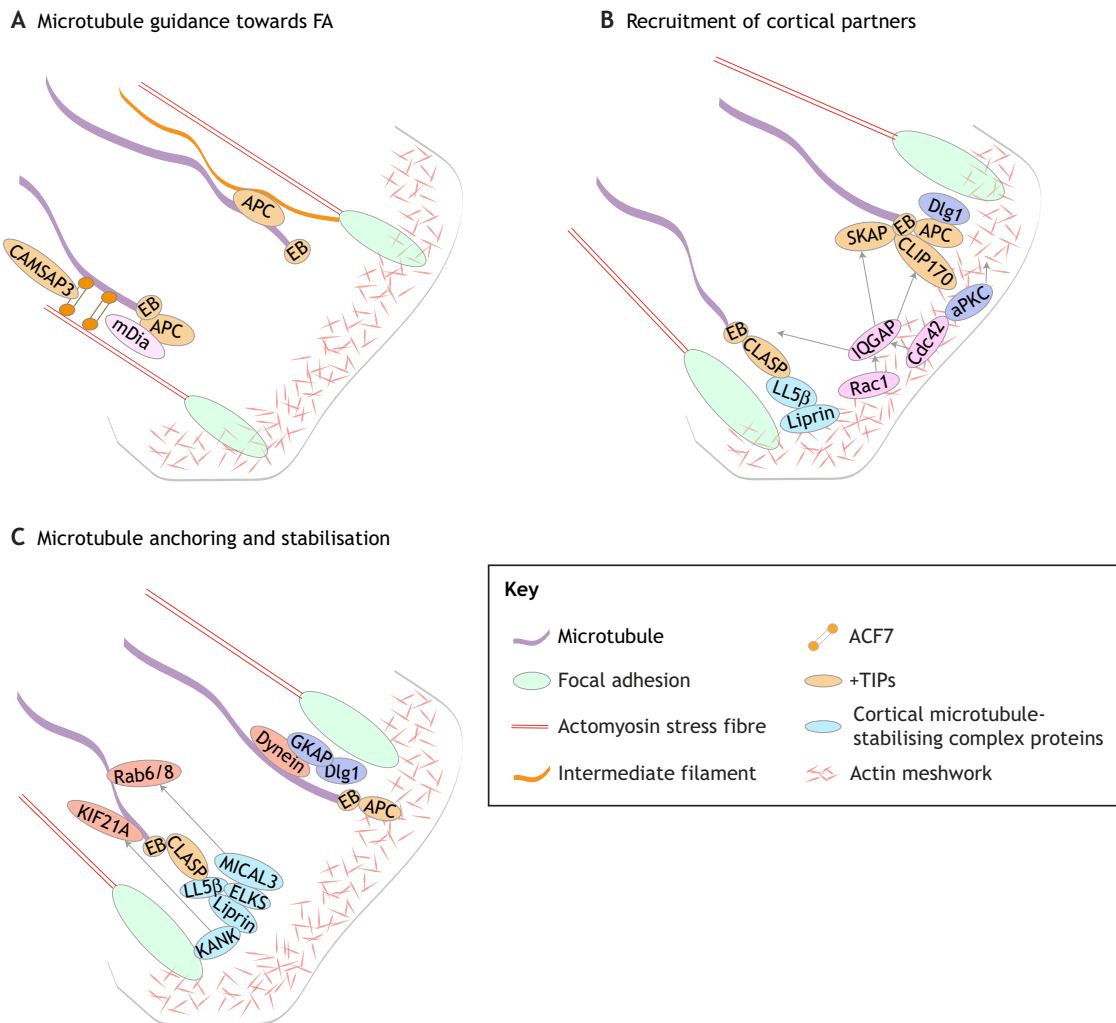 A Microtubule guidance towards FA
APC
EB
CAMSAP3
EB
APC
mDia
B Recruitment of cortical partners
Dlg1
EB
APC
SKAP
CLIP170
aPKC
IQGAP
Cdc42
EB
CLASP
Rac1
LL5β
Liprin
C Microtubule anchoring and stabilisation
Dynein
GKAP
Dlg1
Rab6/8
EB
APC
KIF21A
EB
CLASP
MICAL3
LL5β
ELKS
Liprin
KANK
Key
Microtubule
Focal adhesion
Actomyosin stress fibre
Intermediate filament
ACF7
+TIPs
Cortical microtubule-
stabilising complex proteins
Actin meshwork